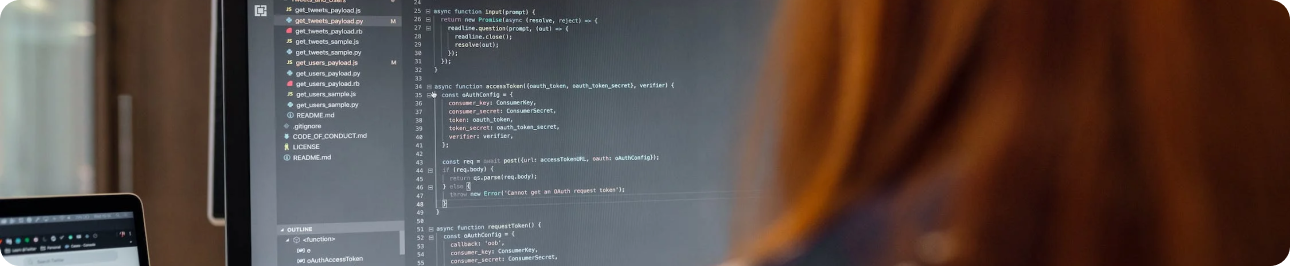 get_tweets_payload.js
get_tweets_payload.py M
get_tweets_payload.rb
get_tweets_sample.js
get_tweets_sample.py
get_users_payload.js M
get_users_payload.py
get_users_payload.rb
get_users_sample.js
get_users_sample.py
README.md
.gitignore
CODE_OF_CONDUCT.md
LICENSE
README.md
OUTLINE
<function>
e
oAuthAccessToken
24
25 async function input(prompt) {
26 return new Promise(async (resolve, reject) => {
27 readline.question(prompt, (out) => {
28 readline.close();
29 resolve(out);
30 });
31 });
32 }
33
34 async function accessToken({oauth_token, oauth_token_secret}, verifier) {
35 const oAuthConfig = {
36 consumer_key: ConsumerKey,
37 consumer_secret: ConsumerSecret,
38 token: oauth_token,
39 token_secret: oauth_token_secret,
40 verifier: verifier,
41 };
42
43 const req = await post({url: accessTokenURL, oauth: oAuthConfig});
44 if (req.body) {
45 return qs.parse(req.body);
46 } else {
47 throw new Error('Cannot get an OAuth request token');
48 }
49 }
50
51 async function requestToken() {
52 const oAuthConfig = {
53 callback: 'oob',
54 consumer_key: ConsumerKey,
55 consumer_secret: ConsumerSecret,